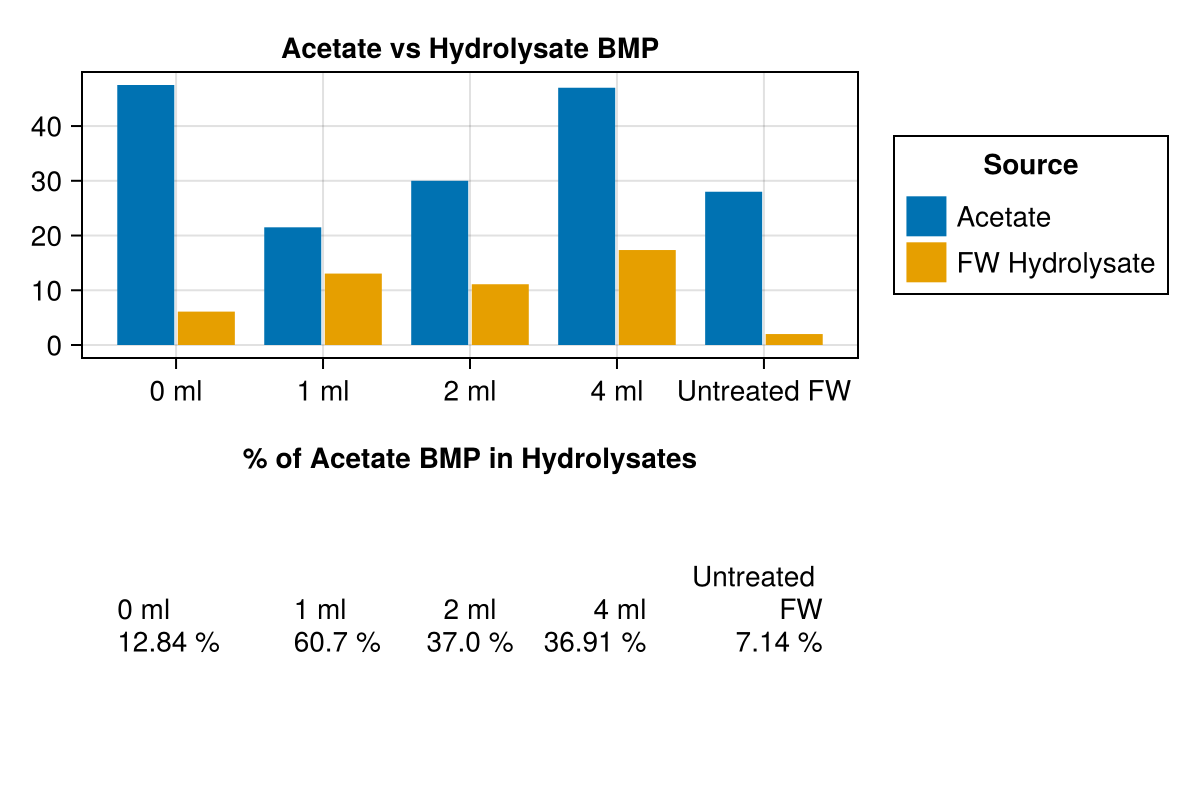 Acetate vs Hydrolysate BMP
40
30
20
10
0
0 ml 1 ml 2 ml 4 ml Untreated FW
Source
Acetate
FW Hydrolysate
% of Acetate BMP in Hydrolysates
Untreated
0 ml 1 ml 2 ml 4 ml FW
12.84 % 60.7 % 37.0 % 36.91 % 7.14 %